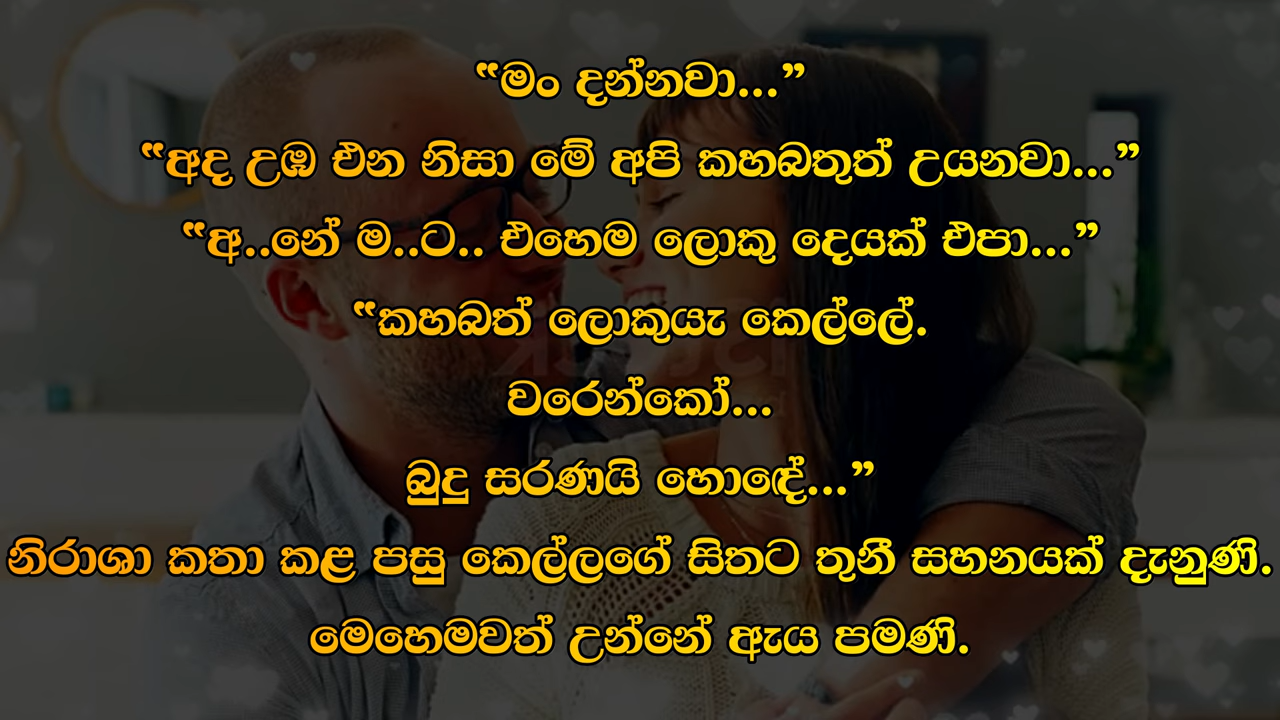 “මං දන්නවා...”
“අද උඹ එන නිසා මේ අපි කහබතුත් උයනවා...”
“අ..නේ ම..ට.. එහෙම ලොකු දෙයක් එපා...”
“කහබත් ලොකුයැ කෙල්ලේ.
වරෙන්කෝ...
බුදු සරණයි හොඳේ...”
නිරාශා කතා කළ පසු කෙල්ලගේ සිතට තුනී සහනයක් දැනුණි.
මෙහෙමවත් උන්නේ ඇය පමණි.